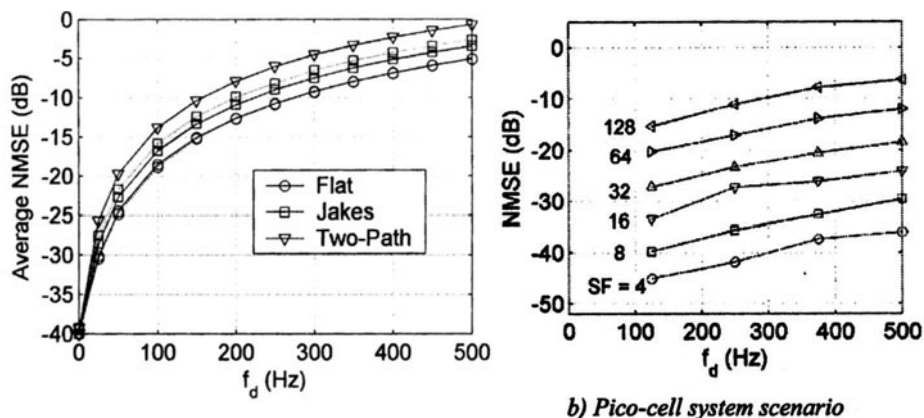 Average NMSE (dB)
0
-5
-10
-15
-20
-25
-30
-35
-40
0 100 200 300 400 500
f_d (Hz)
Flat
Jakes
Two-Path
NMSE (dB)
0
-10
-20
-30
-40
-50
128
64
32
16
8
SF = 4
0 100 200 300 400 500
f_d (Hz)
b) Pico-cell system scenario